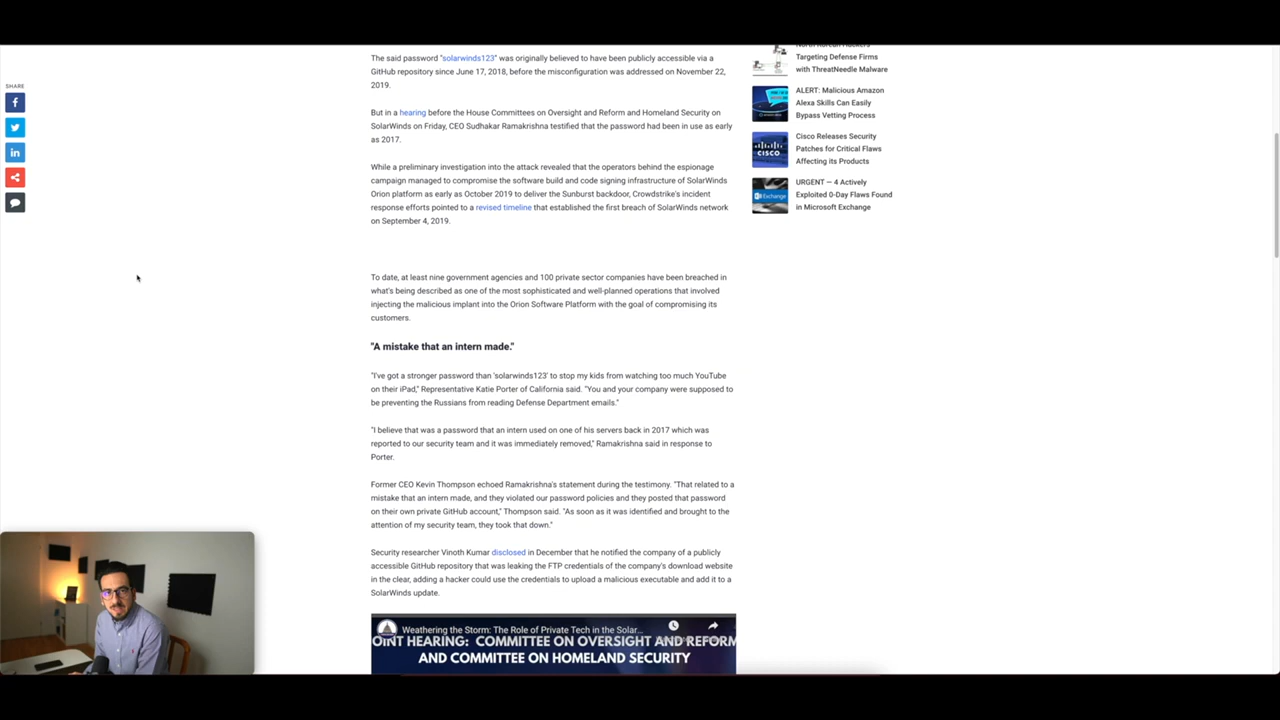 The said password "solarwinds123" was originally believed to have been publicly accessible via a
GitHub repository since June 17, 2018, before the misconfiguration was addressed on November 22,
2019.
SHARE
But in a hearing before the House Committees on Oversight and Reform and Homeland Security on
SolarWinds on Friday, CEO Sudhakar Ramakrishna testified that the password had been in use as early
as 2017.
While a preliminary investigation into the attack revealed that the operators behind the espionage
campaign managed to compromise the software build and code signing infrastructure of SolarWinds
Orion platform as early as October 2019 to deliver the Sunburst backdoor, Crowdstrike's incident
response efforts pointed to a revised timeline that established the first breach of SolarWinds network
on September 4, 2019.
To date, at least nine government agencies and 100 private sector companies have been breached in
what's being described as one of the most sophisticated and well-planned operations that involved
injecting the malicious implant into the Orion Software Platform with the goal of compromising its
customers.
"A mistake that an intern made."
"I've got a stronger password than 'solarwinds123' to stop my kids from watching too much YouTube
on their iPad," Representative Katie Porter of California said. "You and your company were supposed to
be preventing the Russians from reading Defense Department emails."
"I believe that was a password that an intern used on one of his servers back in 2017 which was
reported to our security team and it was immediately removed," Ramakrishna said in response to
Porter.
Former CEO Kevin Thompson echoed Ramakrishna's statement during the testimony. "That related to a
mistake that an intern made, and they violated our password policies and they posted that password
on their own private GitHub account," Thompson said. "As soon as it was identified and brought to the
attention of my security team, they took that down."
Security researcher Vinoth Kumar disclosed in December that he notified the company of a publicly
accessible GitHub repository that was leaking the FTP credentials of the company's download website
in the clear, adding a hacker could use the credentials to upload a malicious executable and add it to a
SolarWinds update.
Weathering the Storm: The Role of Private Tech in the Solar...
OINT HEARING: COMMITTEE ON OVERSIGHT AND REFORM
AND COMMITTEE ON HOMELAND SECURITY
North Korean Hackers
Targeting Defense Firms
with ThreatNeedle Malware
ALERT: Malicious Amazon
Alexa Skills Can Easily
Bypass Vetting Process
CISCO
Cisco Releases Security
Patches for Critical Flaws
Affecting its Products
Exchange
URGENT — 4 Actively
Exploited 0-Day Flaws Found
in Microsoft Exchange